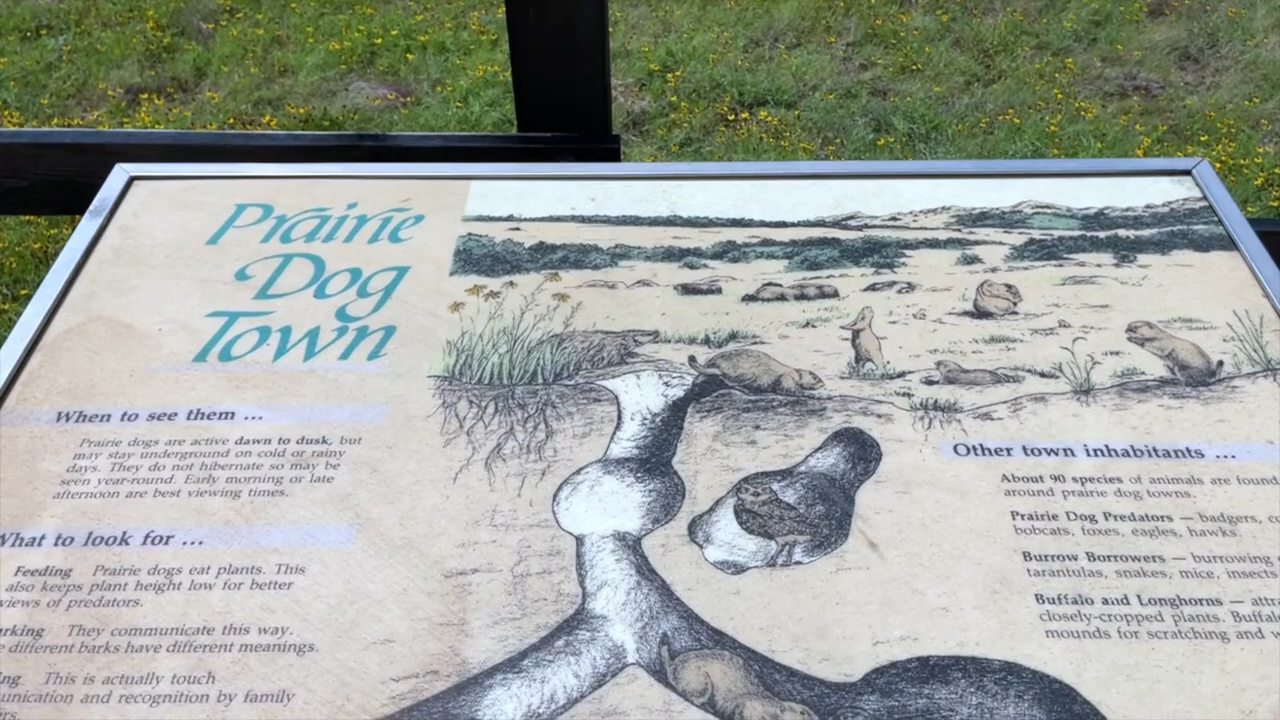 Prairie
Dog
Town
When to see them ...
Prairie dogs are active dawn to dusk, but
may stay underground on cold or rainy
days. They do not hibernate so may be
seen year-round. Early morning or late
afternoon are best viewing times.
What to look for ...
Feeding Prairie dogs eat plants. This
also keeps plant height low for better
views of predators.
They communicate this way.
different barks have different meanings.
This is actually touch
and recognition by family
Other town inhabitants ...
About 90 species of animals are found
around prairie dog towns.
Prairie Dog Predators — badgers,
bobcats, foxes, eagles, hawks.
Burrow Borrowers — burrowing
tarantulas, snakes, mice, insects
Buffalo and Longhorns —
closely-cropped plants.
mounds for scratching and